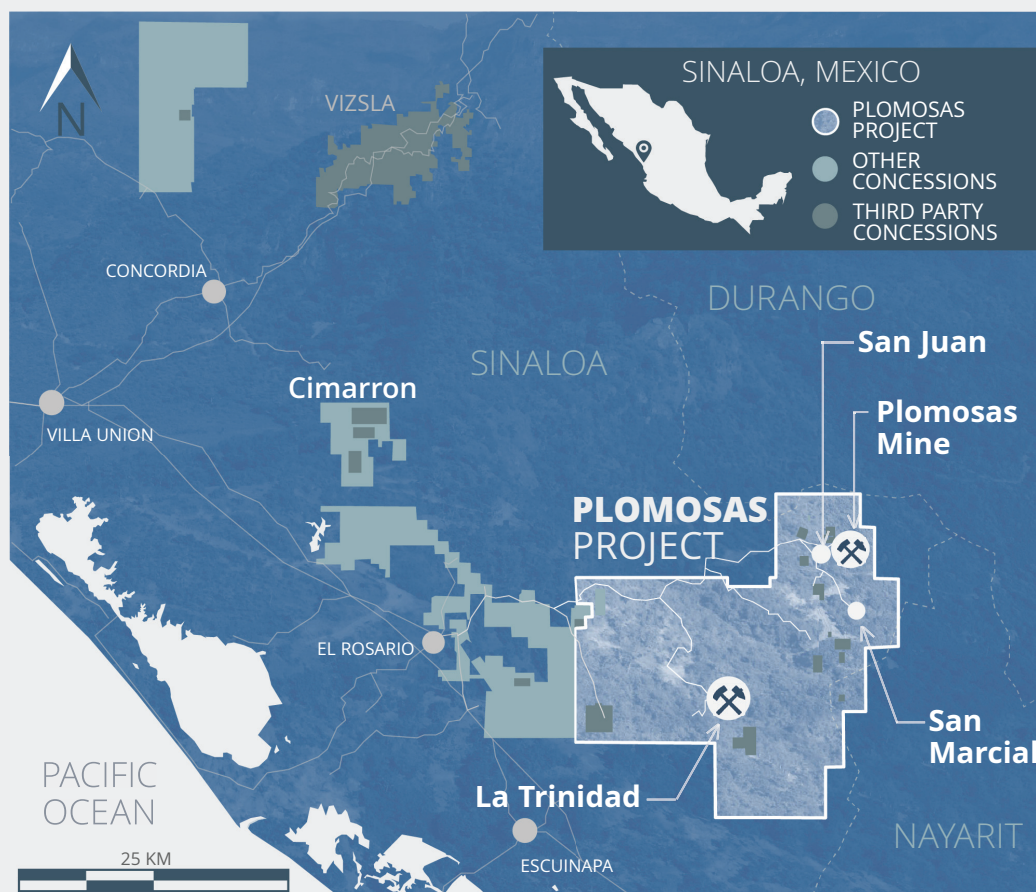 SINALOA, MEXICO
PLOMOSAS
PROJECT
OTHER
CONCESSIONS
THIRD PARTY
CONCESSIONS
N
VIZSLA
CONCORDIA
DURANGO
SINALOA
San Juan
Cimarron
Plomosas
Mine
VILLA UNION
PLOMOSAS
PROJECT
EL ROSARIO
San
Marcial
La Trinidad
PACIFIC
OCEAN
NAYARIT
25 KM
ESCUINAPA